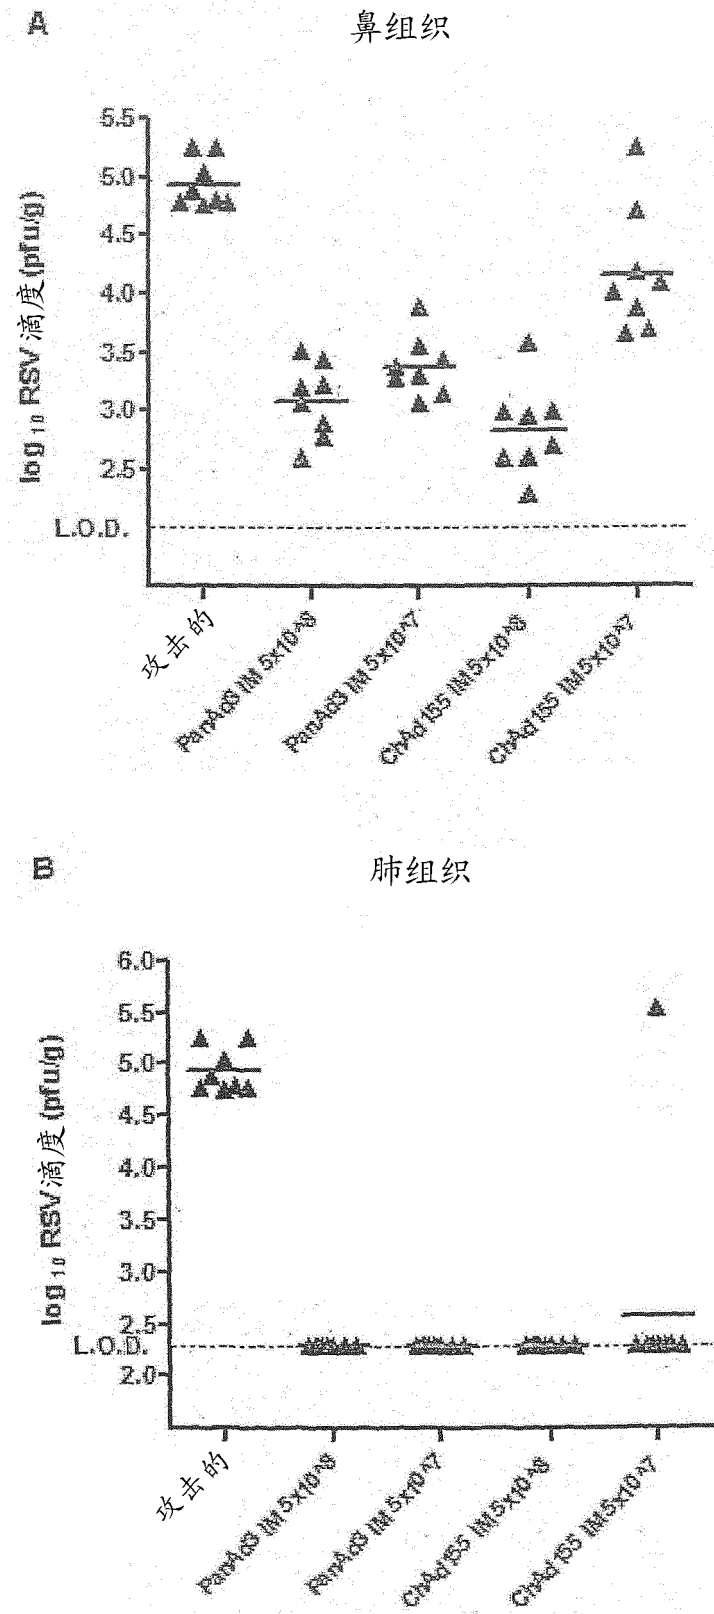 A
鼻组织
log 10 RSV滴度 (pfu/g)
5.5
5.0
4.5
4.0
3.5
3.0
2.5
L.O.D.
攻击的
PanAd3 IM 5x10^8
PanAd3 IM 5x10^7
ChAd155 IM 5x10^8
ChAd155 IM 5x10^7
B
肺组织
log 10 RSV滴度 (pfu/g)
6.0
5.5
5.0
4.5
4.0
3.5
3.0
2.5
L.O.D.
2.0
攻击的
PanAd3 IM 5x10^8
PanAd3 IM 5x10^7
ChAd155 IM 5x10^8
ChAd155 IM 5x10^7